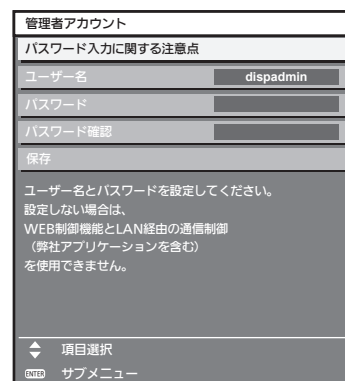 管理者アカウント
パスワード入力に関する注意点
ユーザー名 dispadmin
パスワード
パスワード確認
保存
ユーザー名とパスワードを設定してください。
設定しない場合は、
WEB制御機能とLAN経由の通信制御
（弊社アプリケーションを含む）
を使用できません。
項目選択
ENTER サブメニュー